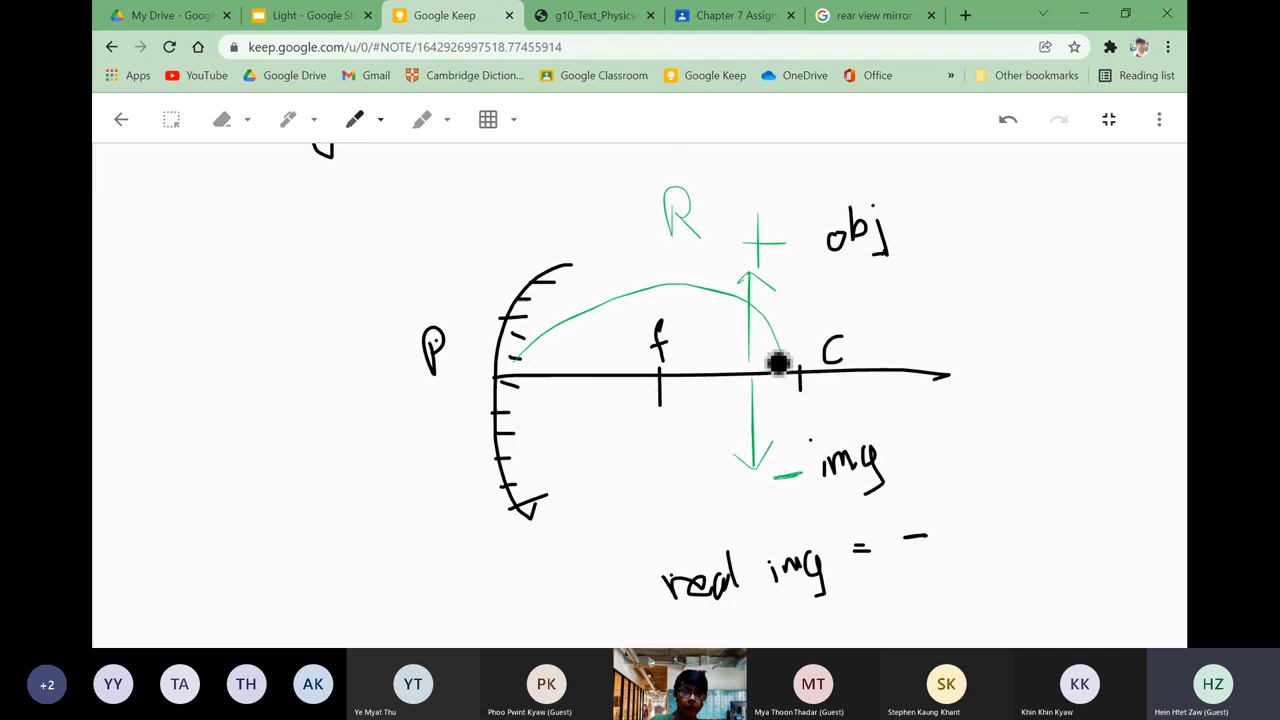 My Drive - Googl
Light - Google Sli
Google Keep
g10_Text_Physics
Chapter 7 Assign
rear view mirror -
keep.google.com/u/0/#NOTE/1642926997518.77455914
Apps
YouTube
Google Drive
Gmail
Cambridge Diction...
Google Classroom
Google Keep
OneDrive
Office
»
Other bookmarks
Reading list
R
+ obj
P
f
C
- img
real img = -
+2
YY
TA
TH
AK
YT
PK
MT
SK
KK
HZ
Ye Myat Thu
Phoo Pwint Kyaw (Guest)
Mya Thoon Thadar (Guest)
Stephen Kaung Khant
Khin Khin Kyaw
Hein Htet Zaw (Guest)